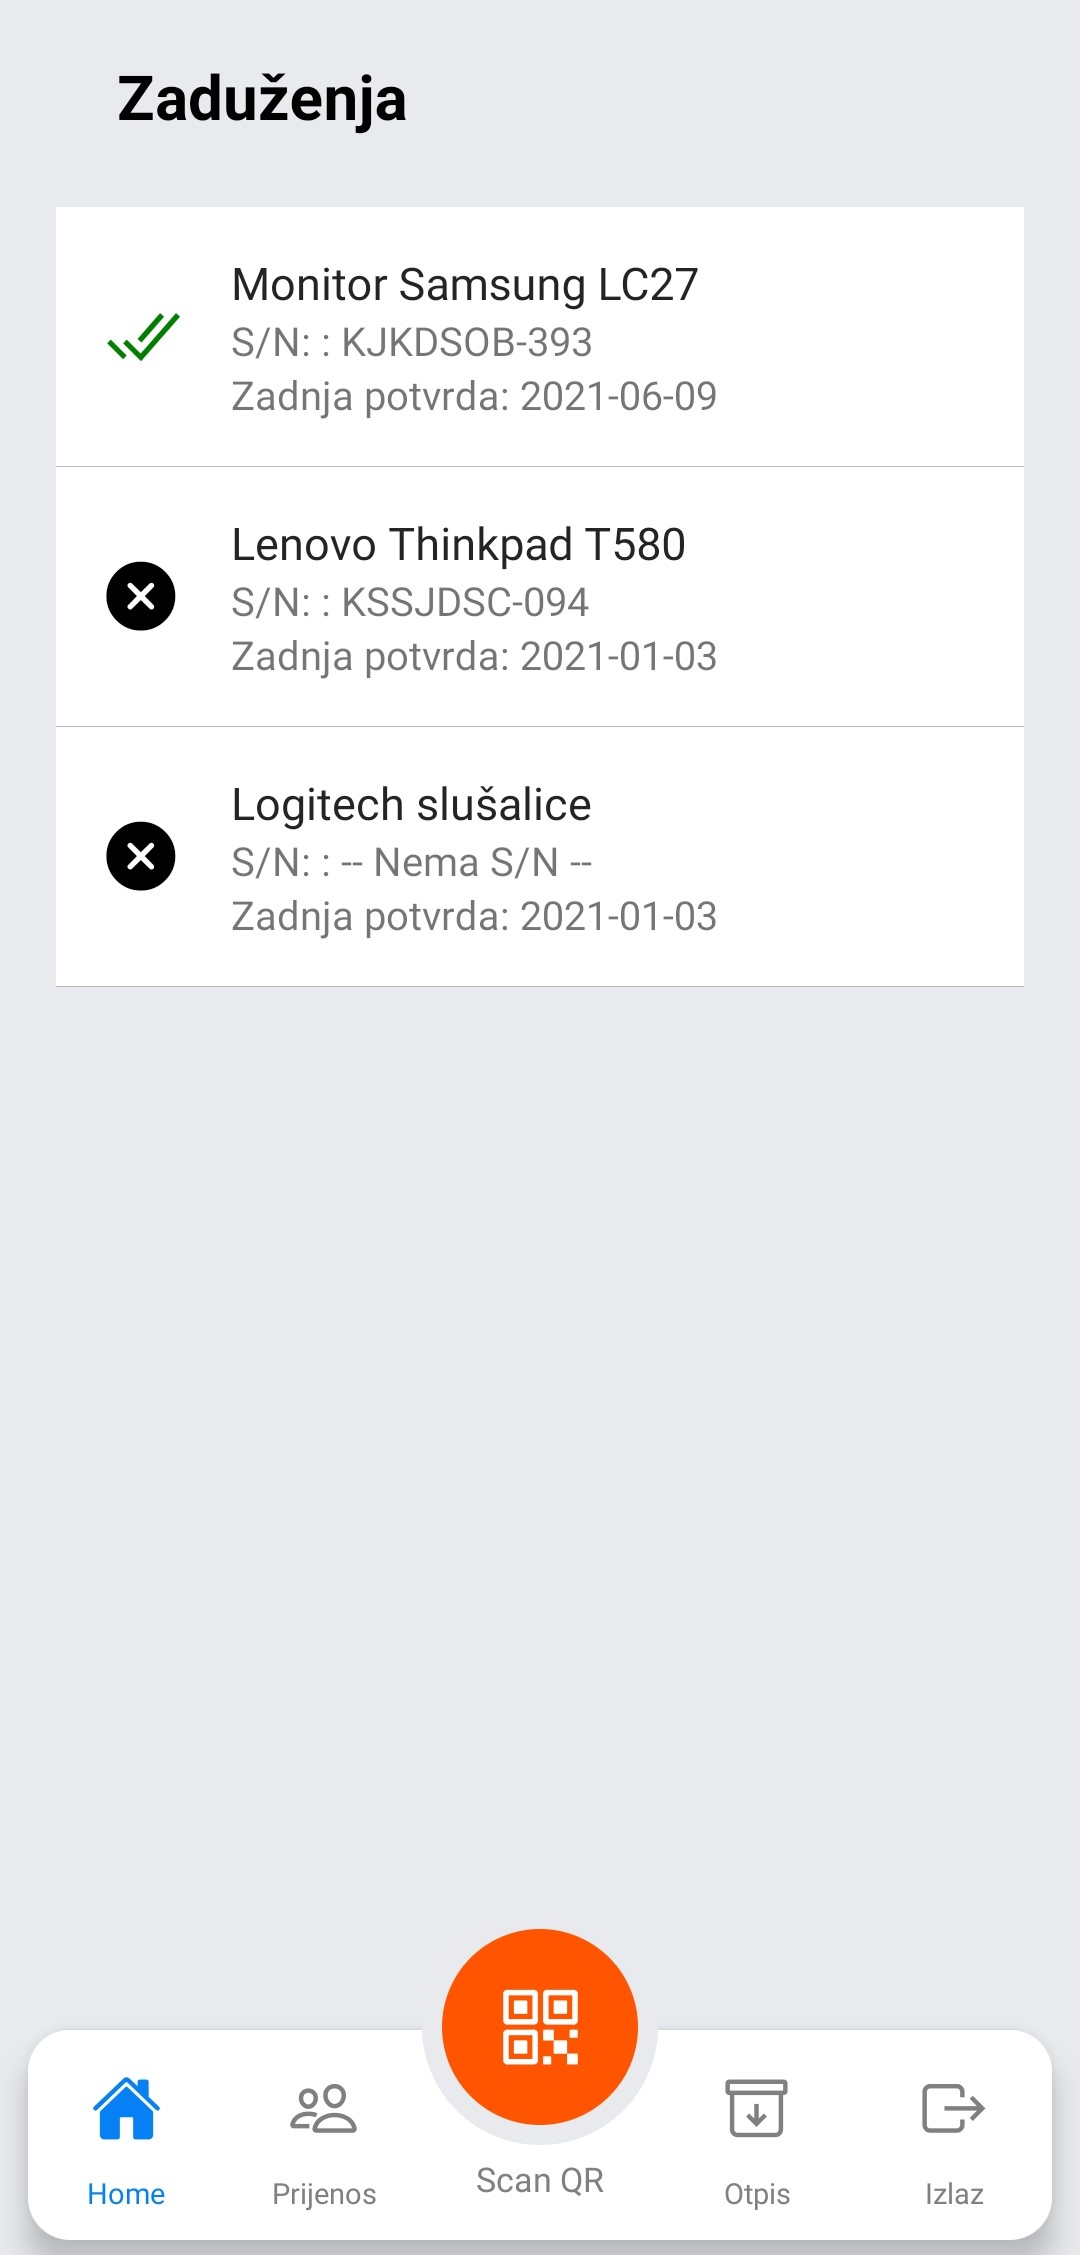 Zaduženja
Monitor Samsung LC27
S/N: : KJKDSOB-393
Zadnja potvrda: 2021-06-09
Lenovo Thinkpad T580
S/N: : KSSJDSC-094
Zadnja potvrda: 2021-01-03
Logitech slušalice
S/N: : -- Nema S/N --
Zadnja potvrda: 2021-01-03
Home
Prijenos
Scan QR
Otpis
Izlaz